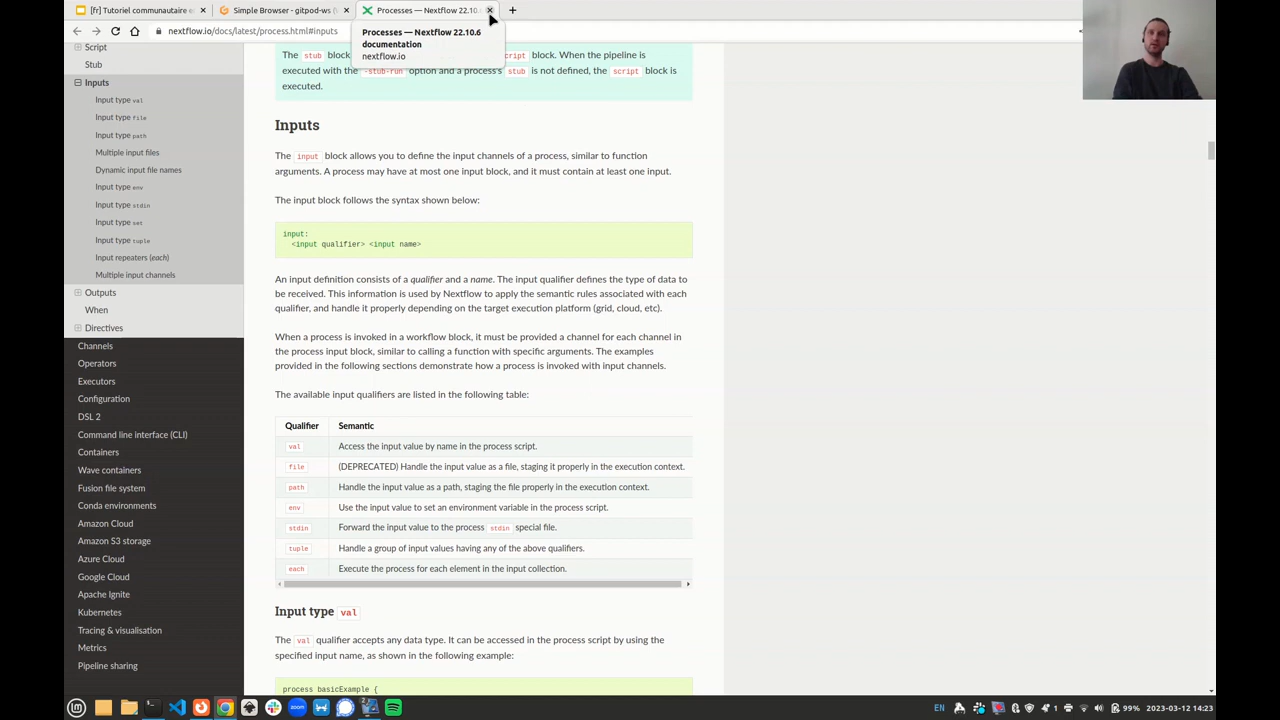 [fr] Tutoriel communautaire e
Simple Browser – gitpod-ws (
Processes — Nextflow 22.10.
nextflow.io/docs/latest/process.html#inputs
Processes — Nextflow 22.10.6
documentation
nextflow.io
Script
Stub
Inputs
Input type val
Input type file
Input type path
Multiple input files
Dynamic input file names
Input type env
Input type stdin
Input type set
Input type tuple
Input repeaters (each)
Multiple input channels
Outputs
When
Directives
Channels
Operators
Executors
Configuration
DSL 2
Command line interface (CLI)
Containers
Wave containers
Fusion file system
Conda environments
Amazon Cloud
Amazon S3 storage
Azure Cloud
Google Cloud
Apache Ignite
Kubernetes
Tracing & visualisation
Metrics
Pipeline sharing
The stub block script block. When the pipeline is
executed with the -stub-run option and a process's stub is not defined, the script block is
executed.
Inputs
The input block allows you to define the input channels of a process, similar to function
arguments. A process may have at most one input block, and it must contain at least one input.
The input block follows the syntax shown below:
input:
<input qualifier> <input name>
An input definition consists of a qualifier and a name. The input qualifier defines the type of data to
be received. This information is used by Nextflow to apply the semantic rules associated with each
qualifier, and handle it properly depending on the target execution platform (grid, cloud, etc).
When a process is invoked in a workflow block, it must be provided a channel for each channel in
the process input block, similar to calling a function with specific arguments. The examples
provided in the following sections demonstrate how a process is invoked with input channels.
The available input qualifiers are listed in the following table:
Qualifier Semantic
val Access the input value by name in the process script.
file (DEPRECATED) Handle the input value as a file, staging it properly in the execution context.
path Handle the input value as a path, staging the file properly in the execution context.
env Use the input value to set an environment variable in the process script.
stdin Forward the input value to the process stdin special file.
tuple Handle a group of input values having any of the above qualifiers.
each Execute the process for each element in the input collection.
Input type val
The val qualifier accepts any data type. It can be accessed in the process script by using the
specified input name, as shown in the following example:
process basicExample {
zoom
EN
1
99% 2023-03-12 14:23